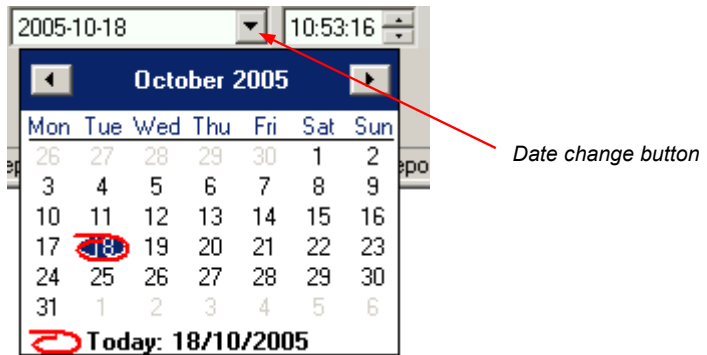 2005-10-18 10:53:16
October 2005
Mon Tue Wed Thu Fri Sat Sun
26 27 28 29 30 1 2
3 4 5 6 7 8 9
10 11 12 13 14 15 16
17 18 19 20 21 22 23
24 25 26 27 28 29 30
31 1 2 3 4 5 6
Today: 18/10/2005
Date change button